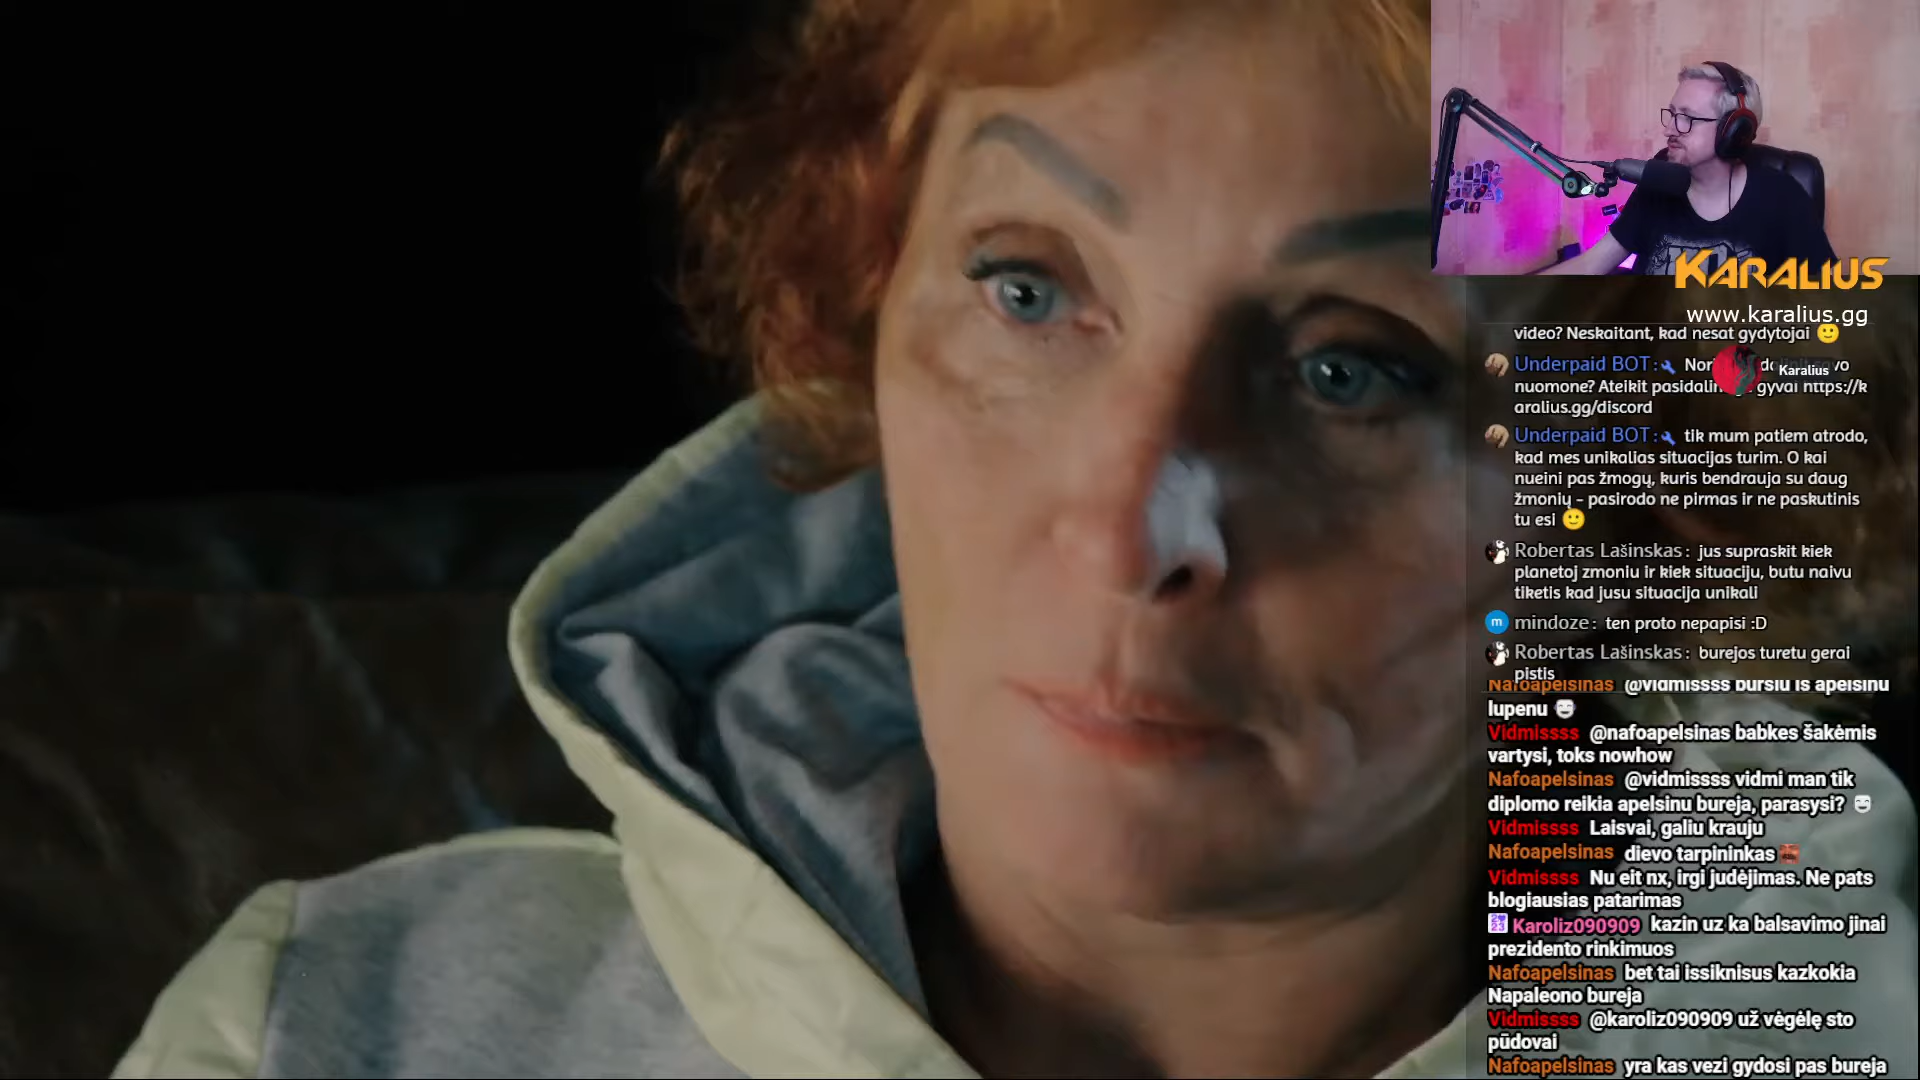 KARALIUS
www.karalius.gg
video? Neskaitant, kad nesat gydytojai 🙂
Underpaid BOT: Nor
Karalius
nuomone? Ateikit pasidalin gyvai https://k
aralius.gg/discord
Underpaid BOT: tik mum patiem atrodo,
kad mes unikalias situacijas turim. O kai
nueini pas žmogų, kuris bendrauja su daug
žmonių - pasirodo ne pirmas ir ne paskutinis
tu esi 🙂
Robertas Lašinskas: jus supraskit kiek
planetoj zmoniu ir kiek situaciju, butu naivu
tiketis kad jusu situacija unikali
m mindoze: ten proto nepapisi :D
Robertas Lašinskas: burejos turetu gerai
pistis
Nafoapelsinas @vidmissss bursiu is apelsinu
lupenu
Vidmissss @nafoapelsinas babkes šakėmis
vartysi, toks nowhow
Nafoapelsinas @vidmissss vidmi man tik
diplomo reikia apelsinu bureja, parasysi?
Vidmissss Laisvai, galiu krauju
Nafoapelsinas dievo tarpininkas
Vidmissss Nu eit nx, irgi judėjimas. Ne pats
blogiausias patarimas
Karoliz090909 kazin uz ka balsavimo jinai
prezidento rinkimuos
Nafoapelsinas bet tai issiknisus kazkokia
Napaleono bureja
Vidmissss @karoliz090909 už vėgėlę sto
pūdovai
Nafoapelsinas yra kas vezi gydosi pas bureja